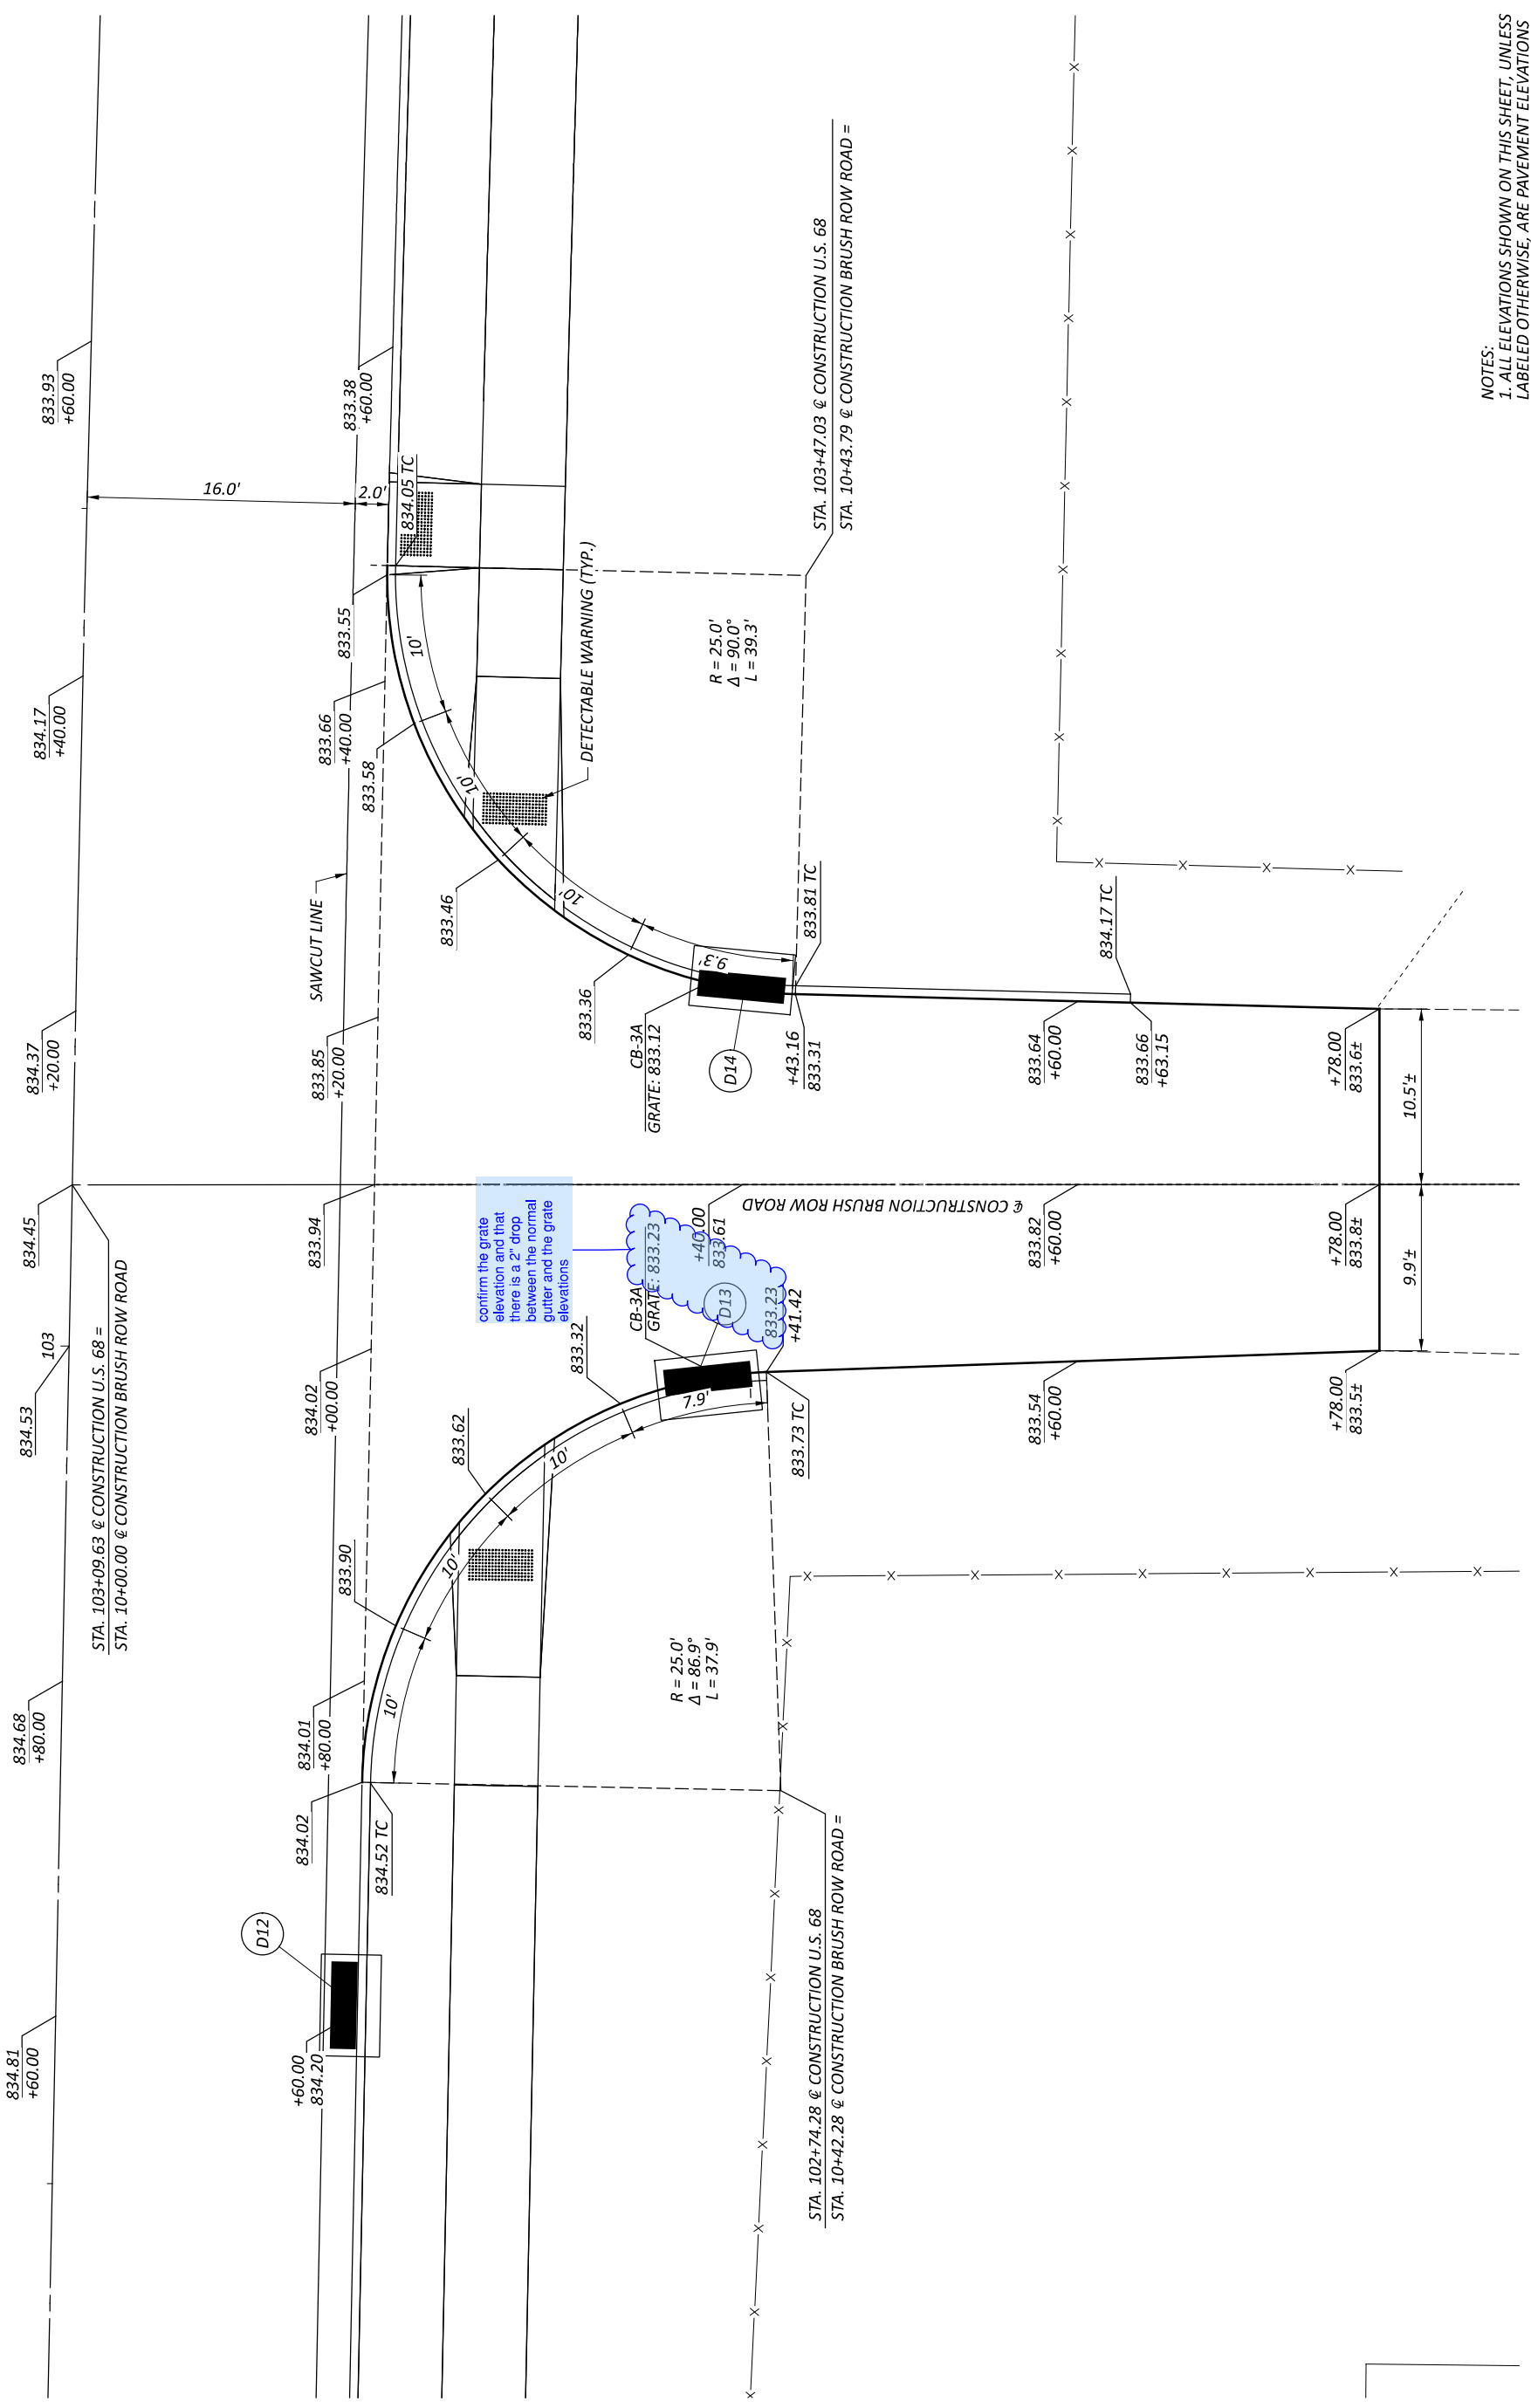 834.81
+60.00
834.68
+80.00
834.53
103
834.45
834.37
+20.00
834.17
+40.00
833.93
+60.00
STA. 103+09.63 ℄ CONSTRUCTION U.S. 68 =
STA. 10+00.00 ℄ CONSTRUCTION BRUSH ROW ROAD
16.0'
2.0'
D12
+60.00
834.20
834.02
834.52 TC
834.01
+80.00
833.90
834.02
+00.00
833.94
833.85
+20.00
SAWCUT LINE
833.66
+40.00
833.58
833.55
833.38
+60.00
834.05 TC
10'
10'
10'
7.9'
833.62
833.32
10'
10'
10'
9.3'
833.46
833.36
DETECTABLE WARNING (TYP.)
confirm the grate
elevation and that
there is a 2" drop
between the normal
gutter and the grate
elevations
CB-3A
GRATE: 833.23
D13
833.23
+41.42
833.73 TC
+40.00
833.61
℄ CONSTRUCTION BRUSH ROW ROAD
CB-3A
GRATE: 833.12
D14
+43.16
833.31
833.81 TC
R = 25.0'
Δ = 86.9°
L = 37.9'
R = 25.0'
Δ = 90.0°
L = 39.3'
STA. 102+74.28 ℄ CONSTRUCTION U.S. 68
STA. 10+42.28 ℄ CONSTRUCTION BRUSH ROW ROAD =
STA. 103+47.03 ℄ CONSTRUCTION U.S. 68
STA. 10+43.79 ℄ CONSTRUCTION BRUSH ROW ROAD =
833.54
+60.00
833.82
+60.00
833.64
+60.00
834.17 TC
833.66
+63.15
+78.00
833.5±
+78.00
833.8±
+78.00
833.6±
9.9'±
10.5'±
NOTES:
1. ALL ELEVATIONS SHOWN ON THIS SHEET, UNLESS
LABELED OTHERWISE, ARE PAVEMENT ELEVATIONS